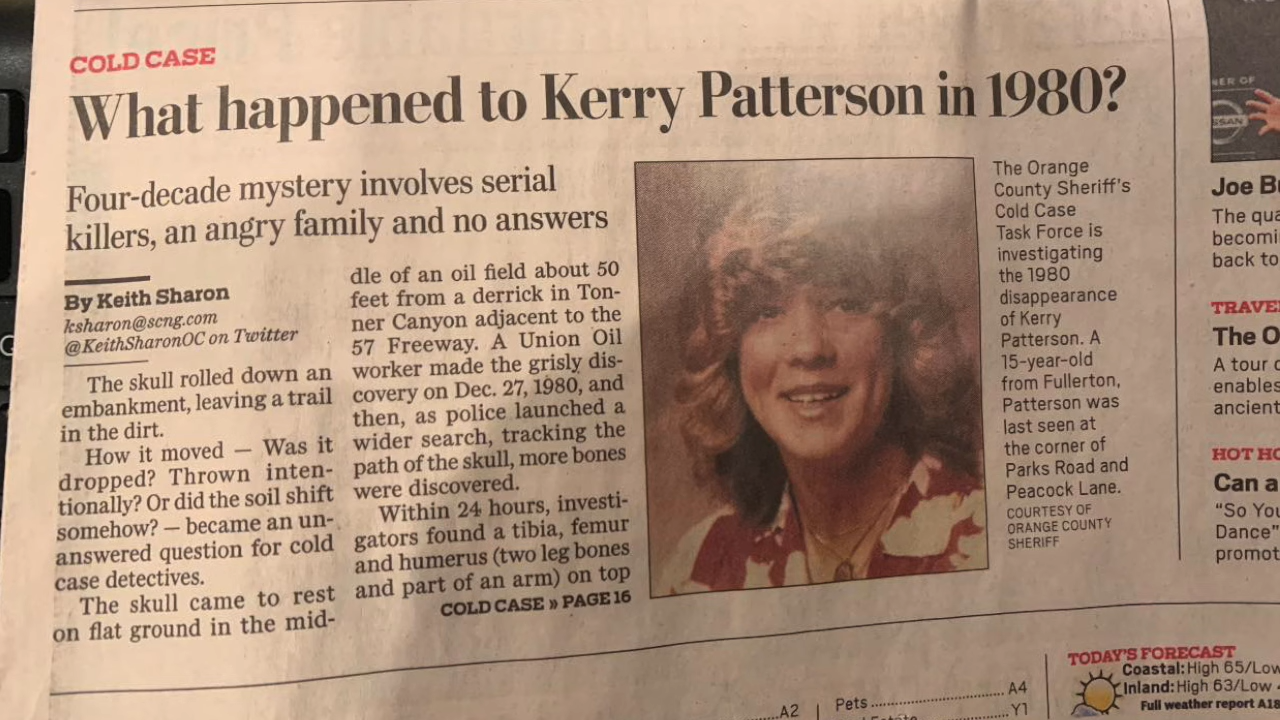 COLD CASE
What happened to Kerry Patterson in 1980?
Four-decade mystery involves serial
killers, an angry family and no answers
By Keith Sharon
ksharon@scng.com
@KeithSharonOC on Twitter
The skull rolled down an
embankment, leaving a trail
in the dirt.
How it moved — Was it
dropped? Thrown inten-
tionally? Or did the soil shift
somehow? — became an un-
answered question for cold
case detectives.
The skull came to rest
on flat ground in the mid-
dle of an oil field about 50
feet from a derrick in Ton-
ner Canyon adjacent to the
57 Freeway. A Union Oil
worker made the grisly dis-
covery on Dec. 27, 1980, and
then, as police launched a
wider search, tracking the
path of the skull, more bones
were discovered.
Within 24 hours, investi-
gators found a tibia, femur
and humerus (two leg bones
and part of an arm) on top
COLD CASE » PAGE 16
The Orange
County Sheriff's
Cold Case
Task Force is
investigating
the 1980
disappearance
of Kerry
Patterson. A
15-year-old
from Fullerton,
Patterson was
last seen at
the corner of
Parks Road and
Peacock Lane.
COURTESY OF
ORANGE COUNTY
SHERIFF
OF
Joe
The
back to
TRAVE
The
A tour
enables
ancient
HOT
Can a
"So You
Dance"
promot
A2
Pets A4
Y1
TODAY'S FORECAST
Coastal: High 65/Low
Inland: High 63/Low
Full weather report A18